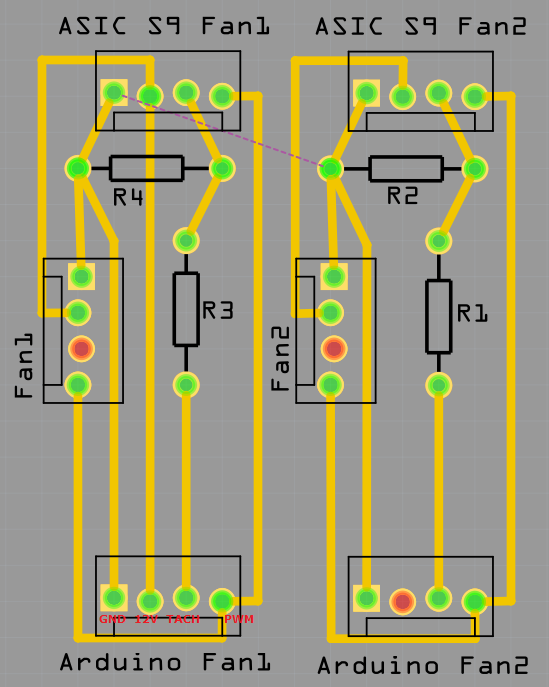 ASIC S9 Fan1
ASIC S9 Fan2
R4
R2
R3
R1
Fan1
Fan2
GND 12V TACH PWM
Arduino Fan1
Arduino Fan2